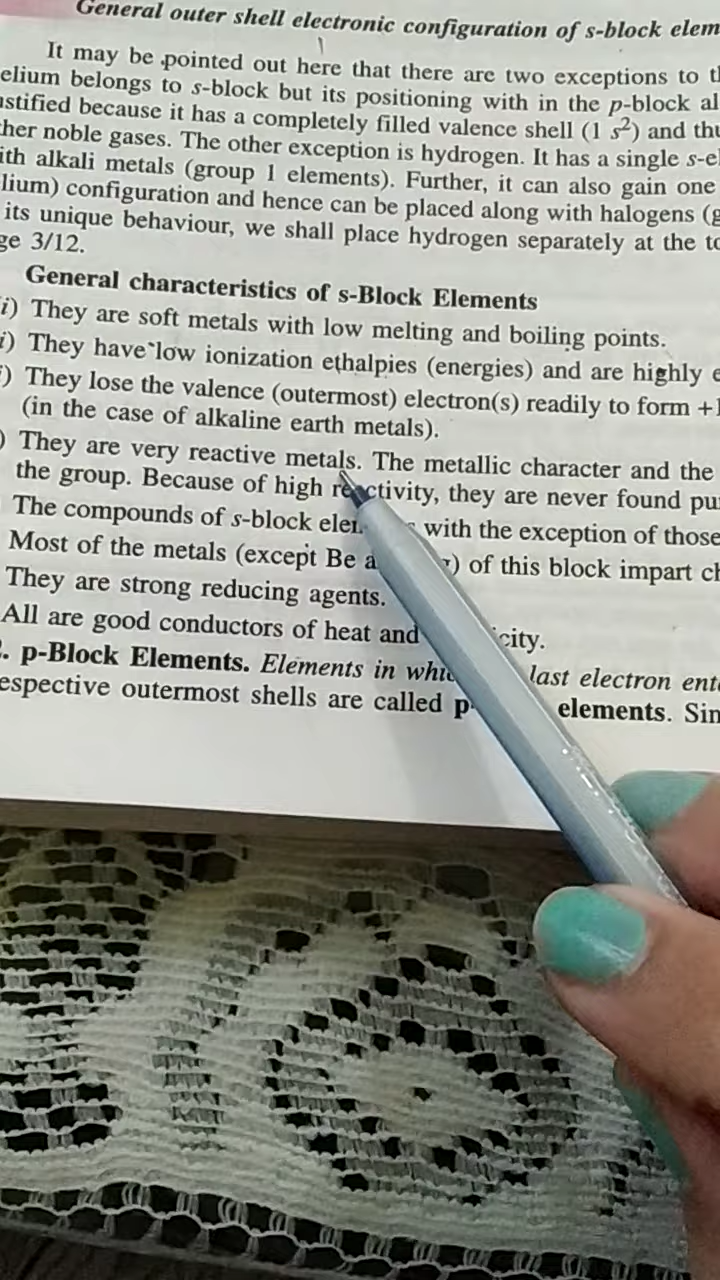 General outer shell electronic configuration of s-block elem
It may be pointed out here that there are two exceptions to t
elium belongs to s-block but its positioning with in the p-block al
ustified because it has a completely filled valence shell (1 s²) and thu
ther noble gases. The other exception is hydrogen. It has a single s-el
ith alkali metals (group 1 elements). Further, it can also gain one
lium) configuration and hence can be placed along with halogens (g
its unique behaviour, we shall place hydrogen separately at the to
ge 3/12.
General characteristics of s-Block Elements
i) They are soft metals with low melting and boiling points.
i) They have low ionization ethalpies (energies) and are highly e
i) They lose the valence (outermost) electron(s) readily to form +1
(in the case of alkaline earth metals).
) They are very reactive metals. The metallic character and the
the group. Because of high reactivity, they are never found pu
The compounds of s-block elem with the exception of those
Most of the metals (except Be a ) of this block impart ch
They are strong reducing agents.
All are good conductors of heat and city.
. p-Block Elements. Elements in whi last electron ente
espective outermost shells are called p- elements. Sin